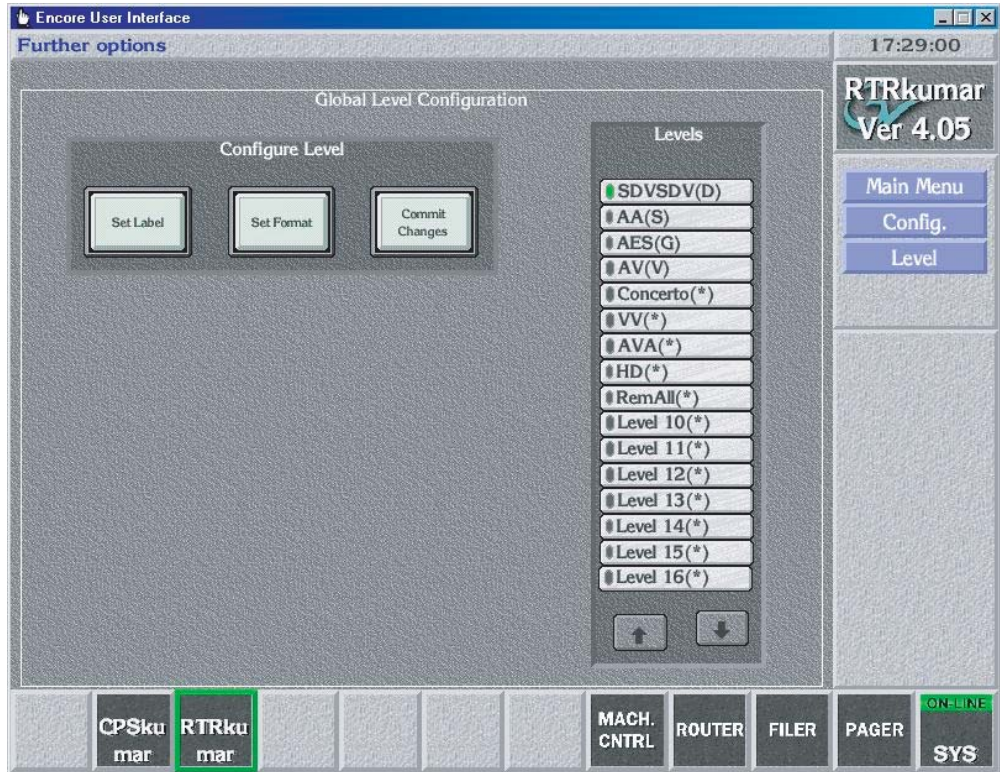 Encore User Interface
Further options
17:29:00
RTRkumar
Ver 4.05
Main Menu
Config.
Level
Global Level Configuration
Configure Level
Set Label
Set Format
Commit
Changes
Levels
SDVSDV(D)
AA(S)
AES(G)
AV(V)
Concerto(*)
VV(*)
AVA(*)
HD(*)
RemAll(*)
Level 10(*)
Level 11(*)
Level 12(*)
Level 13(*)
Level 14(*)
Level 15(*)
Level 16(*)
CPSku
mar
RTRku
mar
MACH.
CNTRL
ROUTER
FILER
PAGER
ON-LINE
SYS